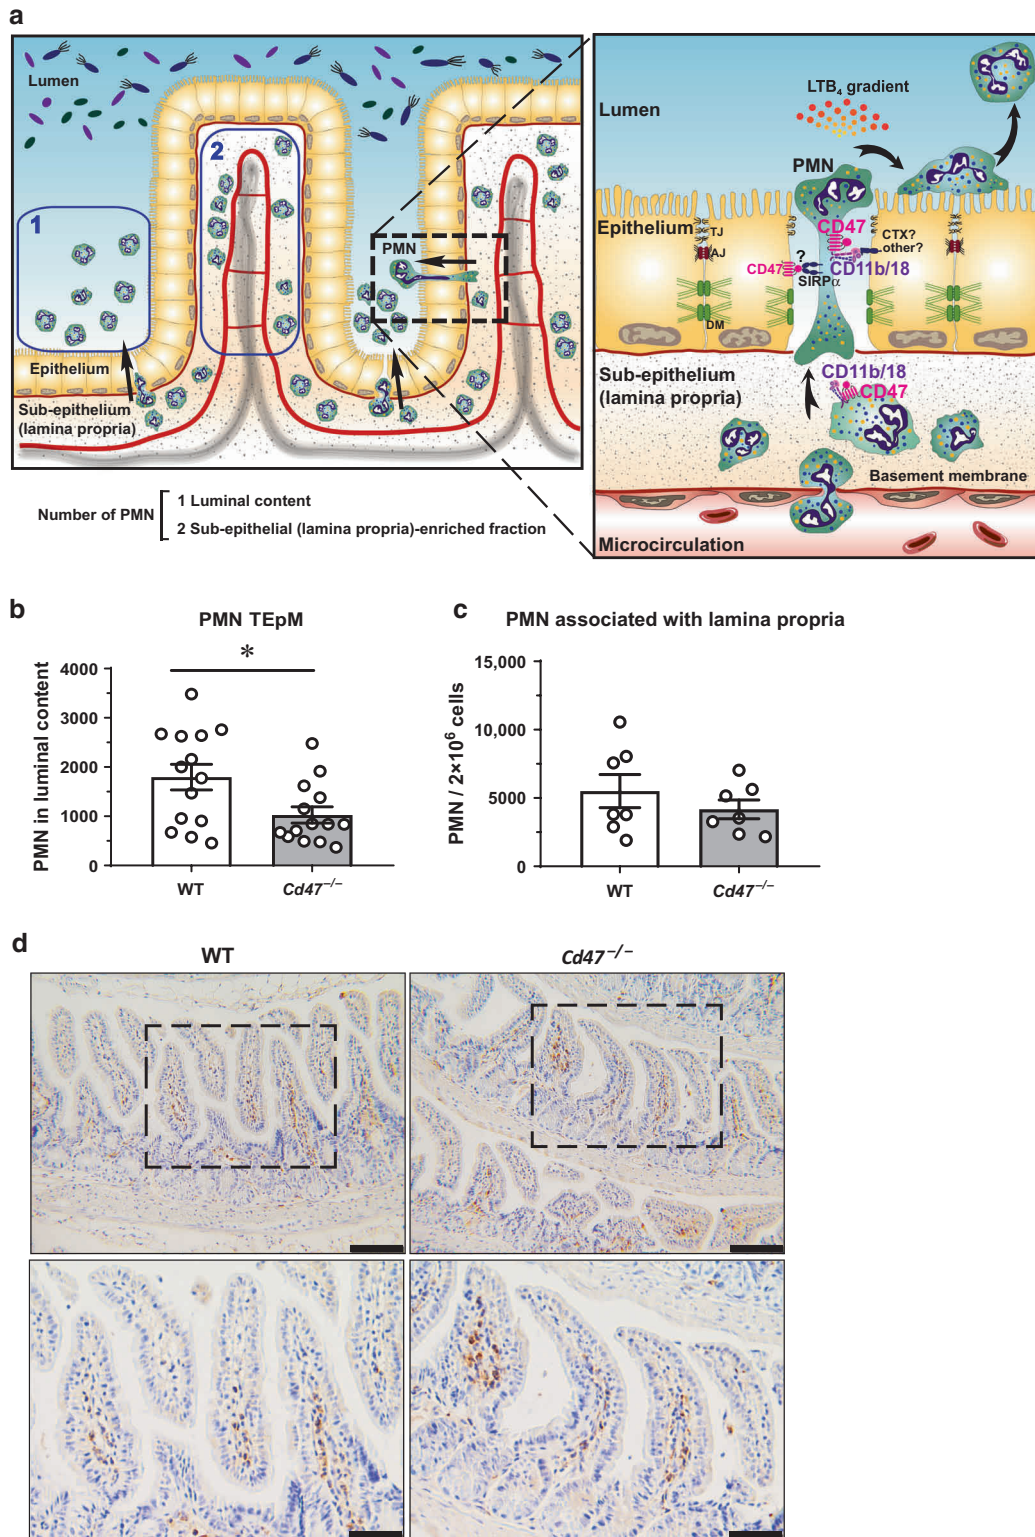 a
Lumen
1
2
PMN
Epithelium
Sub-epithelium
(lamina propria)
Number of PMN
1 Luminal content
2 Sub-epithelial (lamina propria)-enriched fraction
LTB₄ gradient
Lumen
PMN
Epithelium
TJ
AJ
DM
CD47
CTX?
other?
?
CD47
SIRPα
CD11b/18
Sub-epithelium
(lamina propria)
CD11b/18
CD47
Basement membrane
Microcirculation
b
PMN TEpM
*
PMN in luminal content
4000
3000
2000
1000
0
WT
Cd47⁻/⁻
c
PMN associated with lamina propria
PMN / 2×10⁶ cells
15,000
10,000
5000
0
WT
Cd47⁻/⁻
d
WT
Cd47⁻/⁻